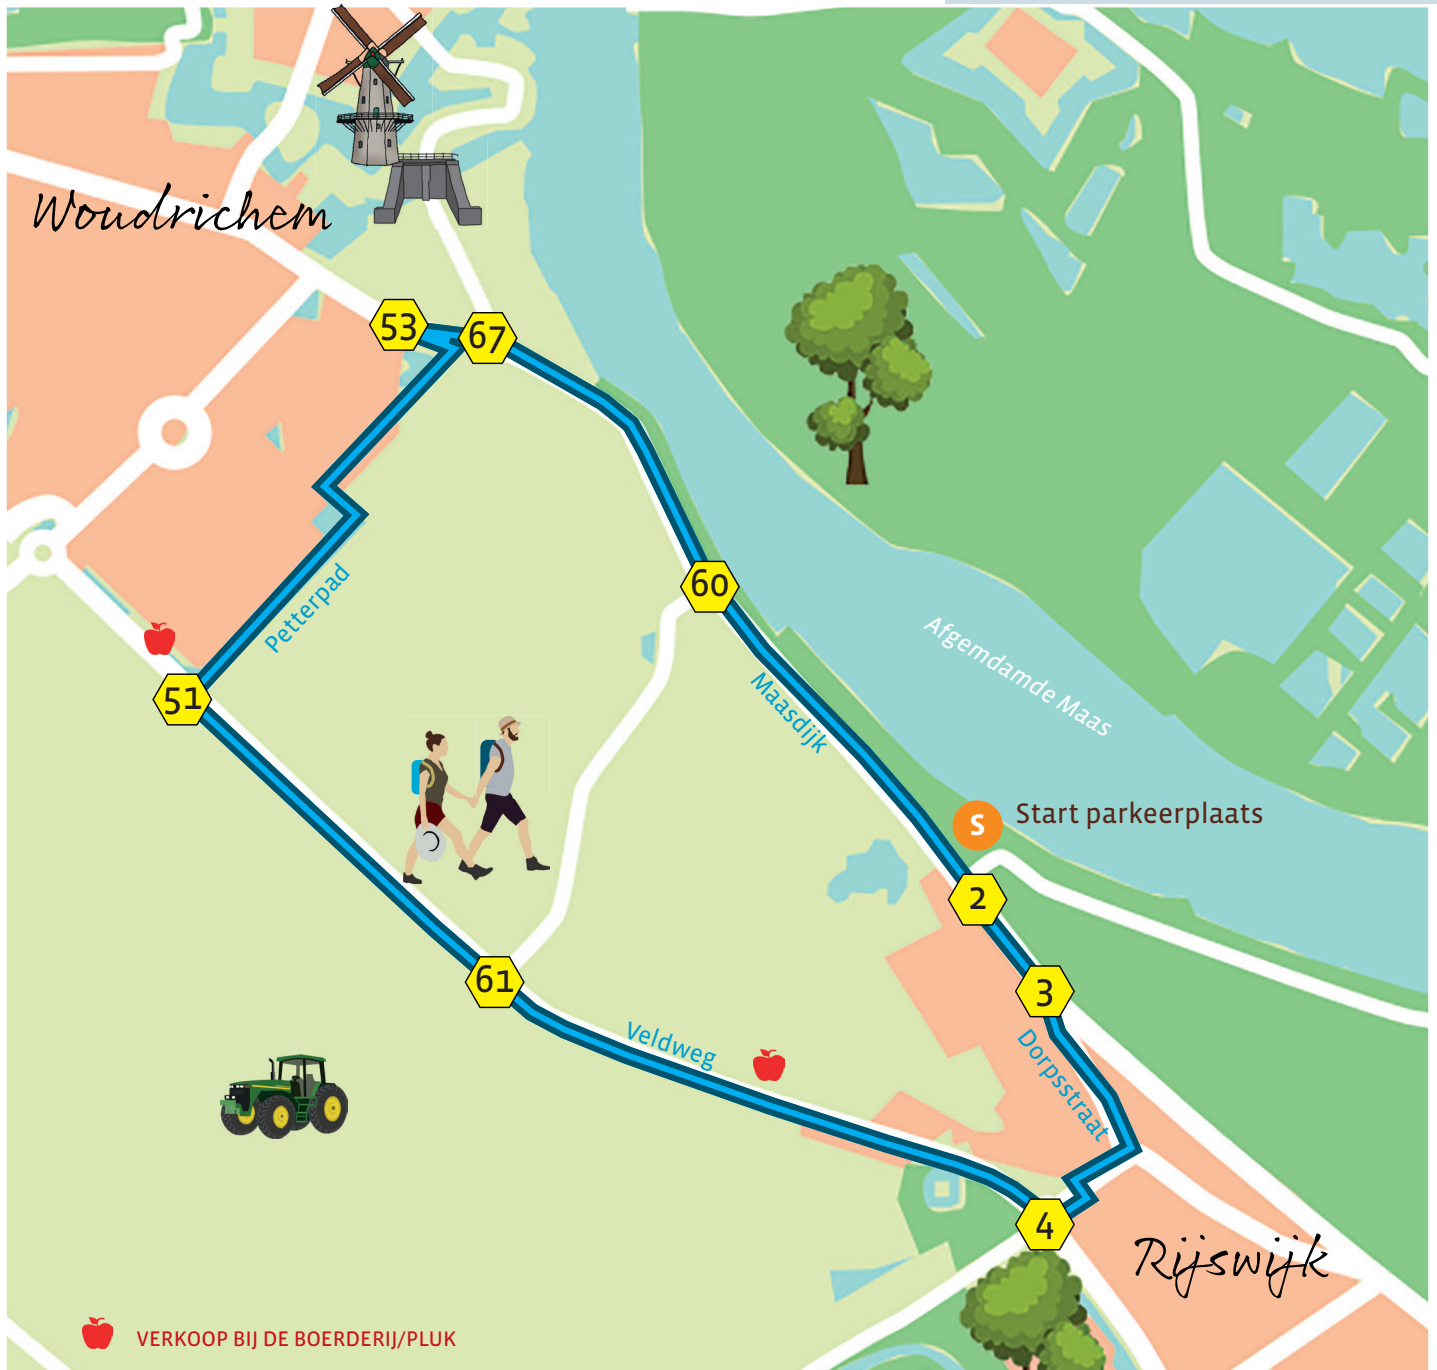 Woudrichem
53
67
60
Petterpad
Afgemdamde Maas
51
Maasdijk
S
Start parkeerplaats
2
61
3
Veldweg
Dorpsstraat
4
Rijswijk
VERKOOP BIJ DE BOERDERIJ/PLUK